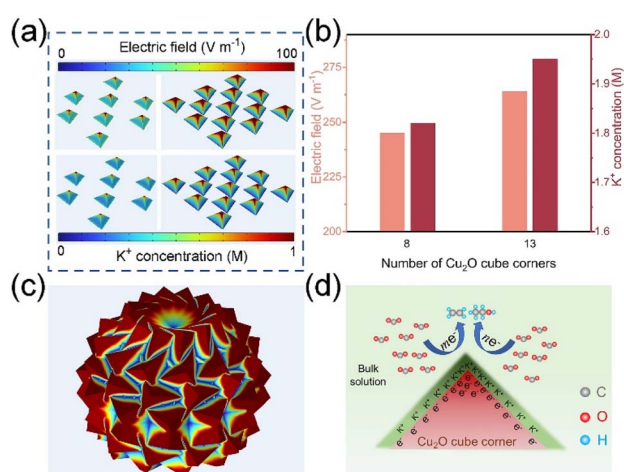 (a)
Electric field (V m⁻¹)
0 100
K⁺ concentration (M)
0 1
(b)
Electric field (V m⁻¹)
275
250
225
200
K⁺ concentration (M)
2.0
1.9
1.8
1.7
1.6
8 13
Number of Cu₂O cube corners
(c)
(d)
me⁻ ne⁻
Bulk
solution
K⁺ K⁺ K⁺ K⁺ K⁺ K⁺
e⁻ e⁻ e⁻ e⁻ e⁻ e⁻
Cu₂O cube corner
C
O
H